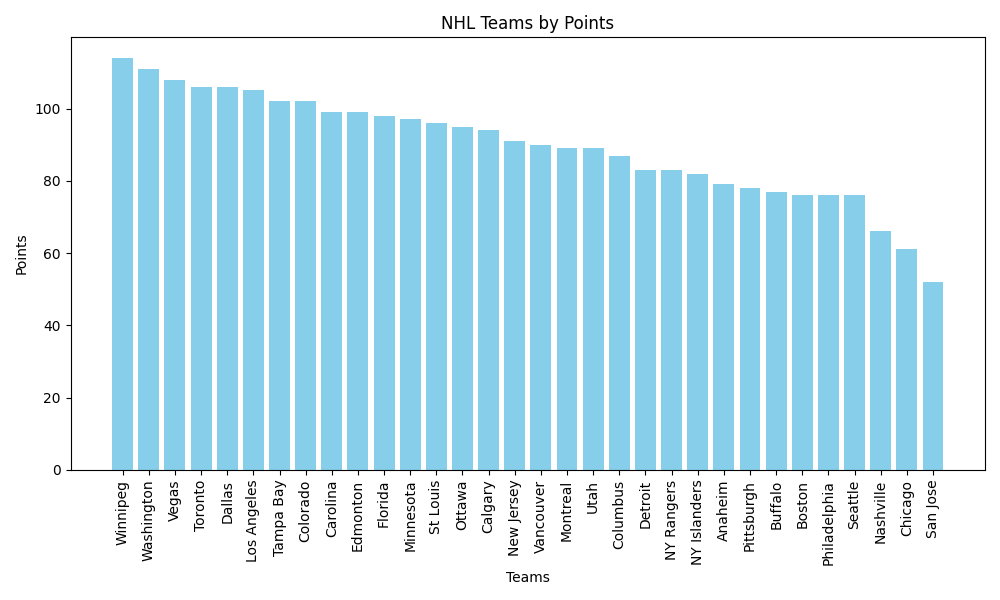 NHL Teams by Points
Points
100
80
60
40
20
0
Winnipeg
Washington
Vegas
Toronto
Dallas
Los Angeles
Tampa Bay
Colorado
Carolina
Edmonton
Florida
Minnesota
St Louis
Ottawa
Calgary
New Jersey
Vancouver
Montreal
Utah
Columbus
Detroit
NY Rangers
NY Islanders
Anaheim
Pittsburgh
Buffalo
Boston
Philadelphia
Seattle
Nashville
Chicago
San Jose
Teams